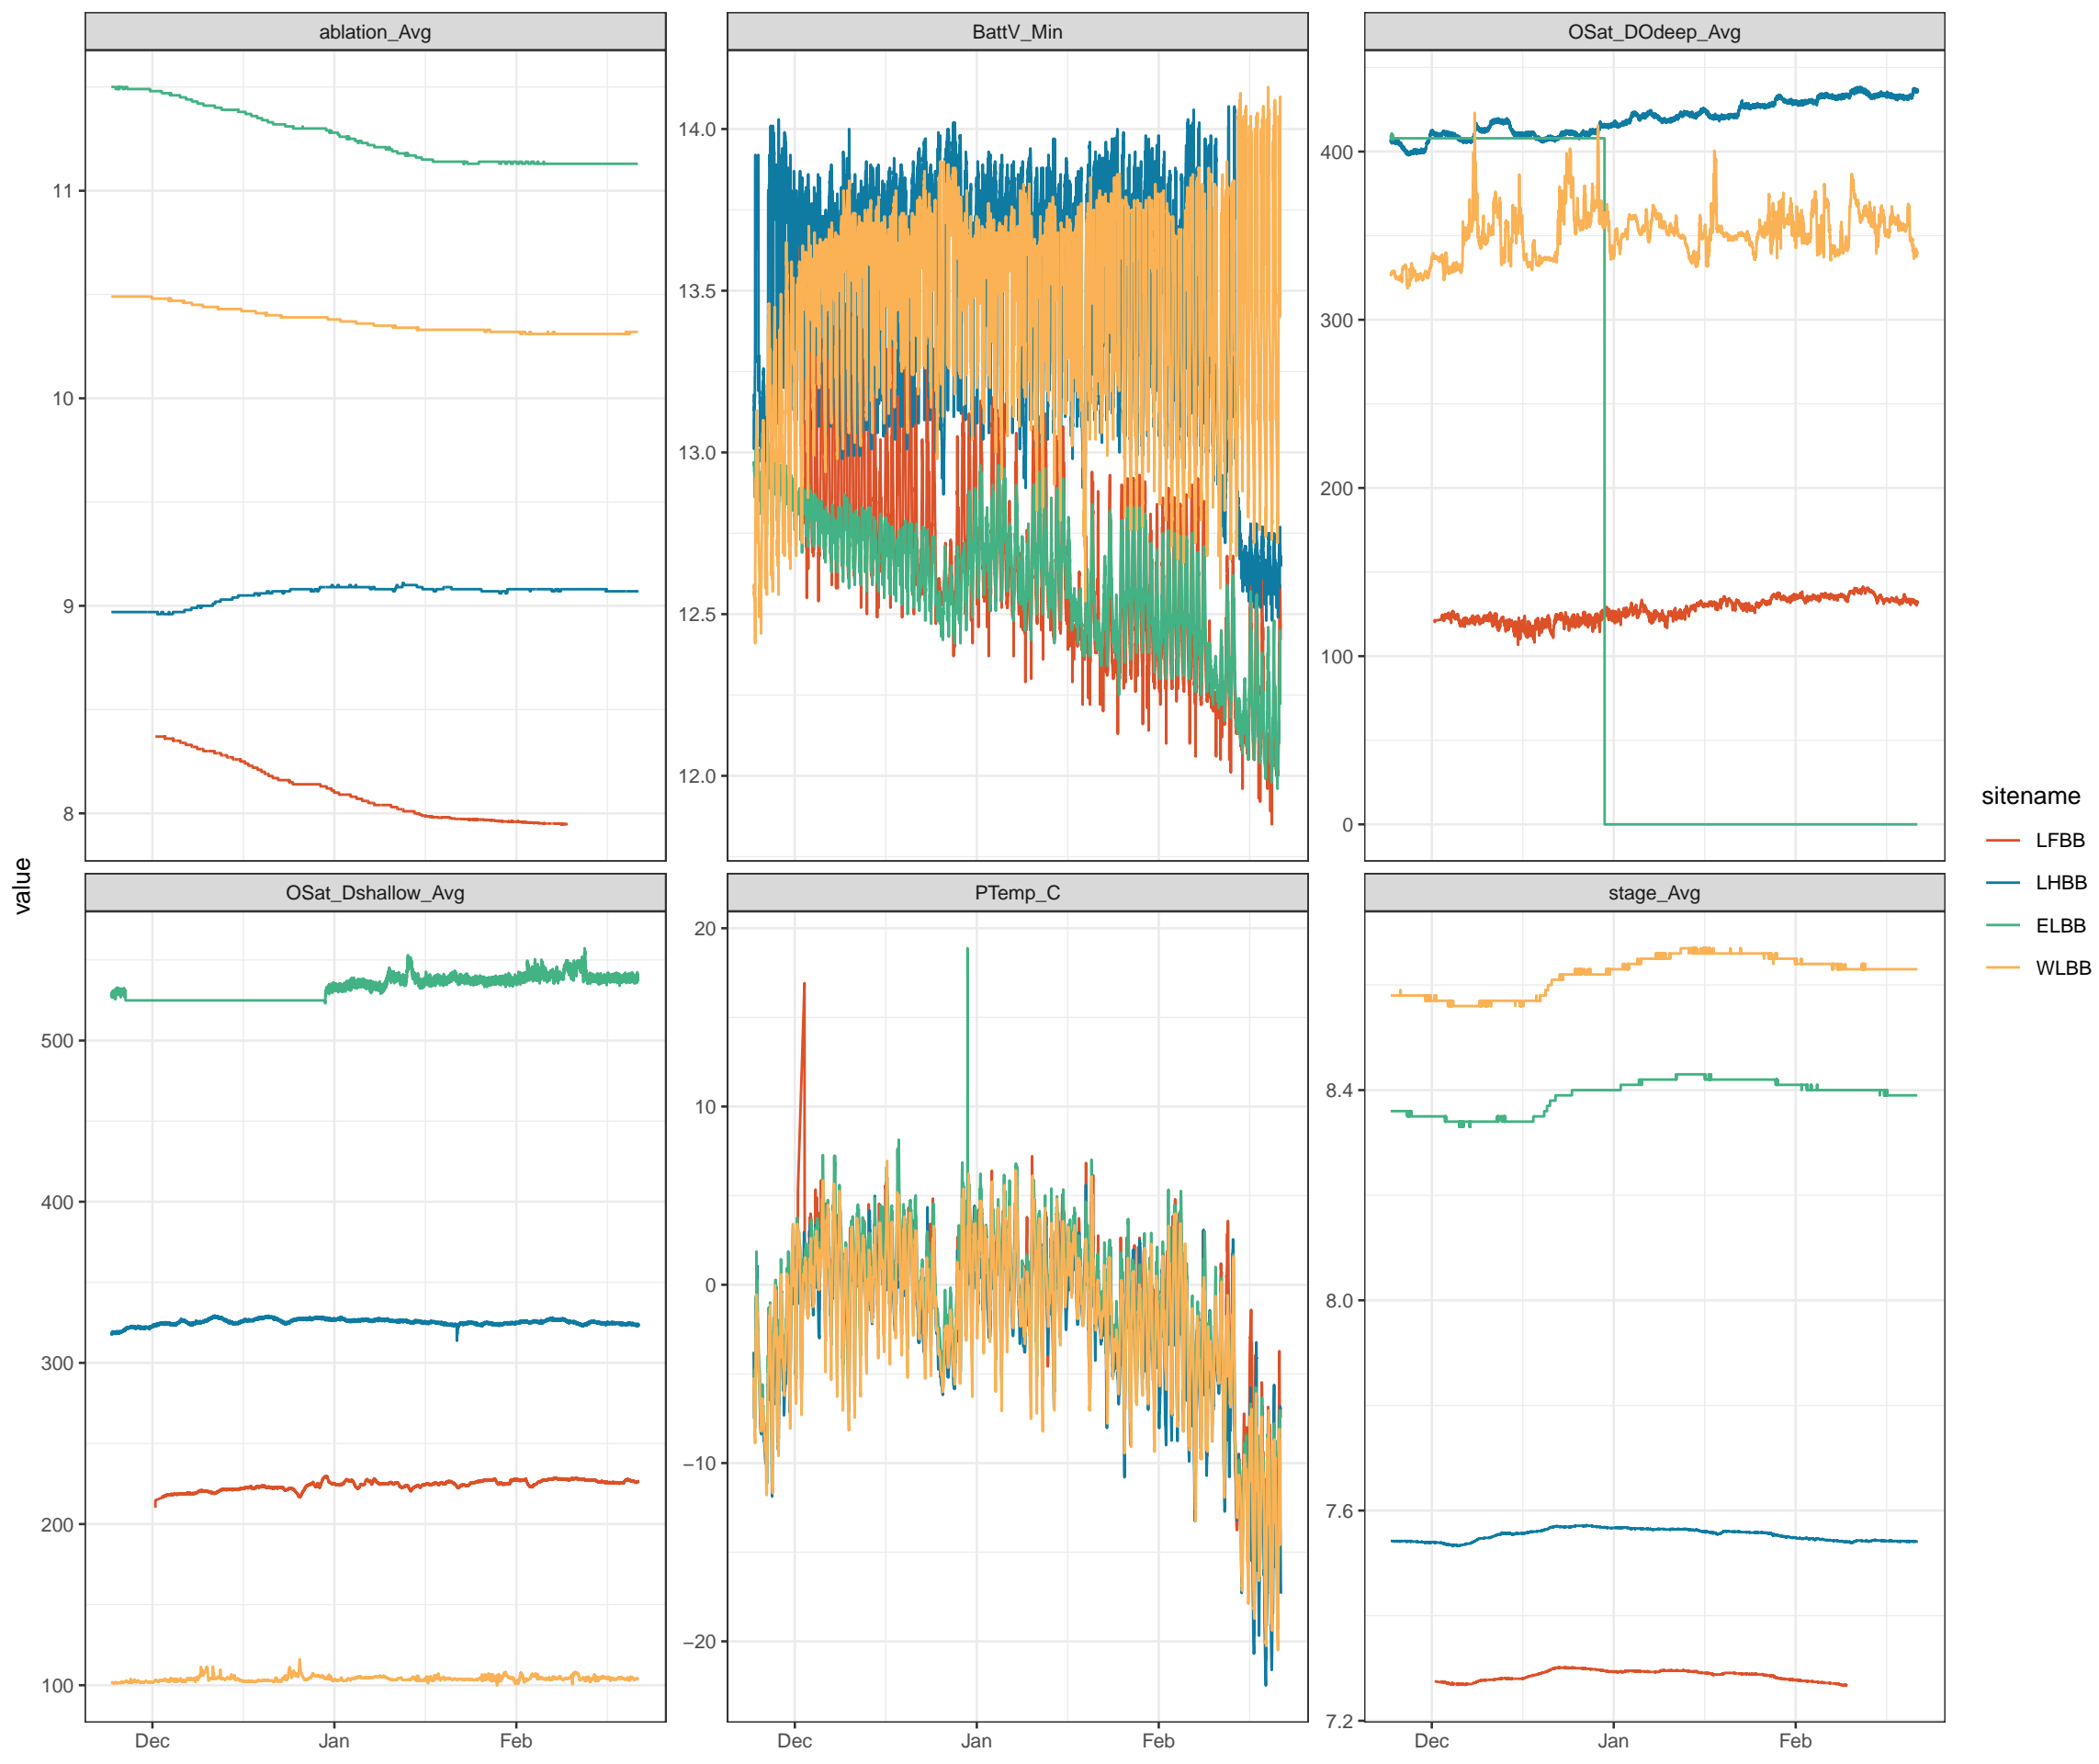 ablation_Avg
BattV_Min
OSat_DOdeep_Avg
11
10
9
8
14.0
13.5
13.0
12.5
12.0
400
300
200
100
0
value
OSat_Dshallow_Avg
PTemp_C
stage_Avg
500
400
300
200
100
20
10
0
−10
−20
8.4
8.0
7.6
7.2
Dec Jan Feb
Dec Jan Feb
Dec Jan Feb
sitename
LFBB
LHBB
ELBB
WLBB